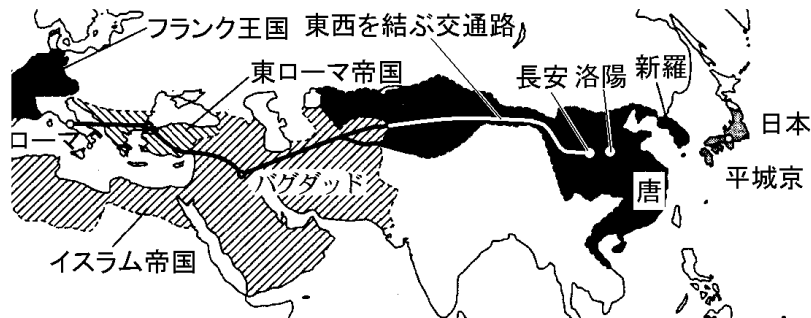 フランク王国
東西を結ぶ交通路
東ローマ帝国
長安
洛陽
新羅
日本
ローマ
バグダッド
平城京
唐
イスラム帝国